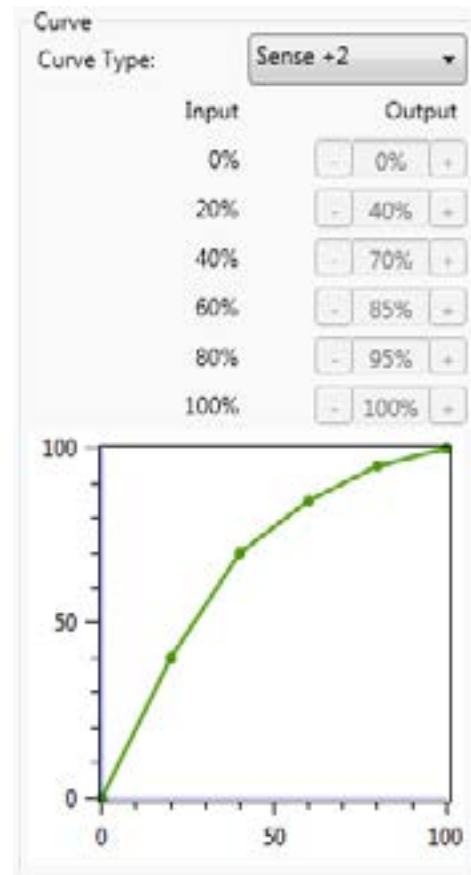 Curve
Curve Type: Sense +2
Input Output
0% - 0% +
20% - 40% +
40% - 70% +
60% - 85% +
80% - 95% +
100% - 100% +
100
50
0
0 50 100